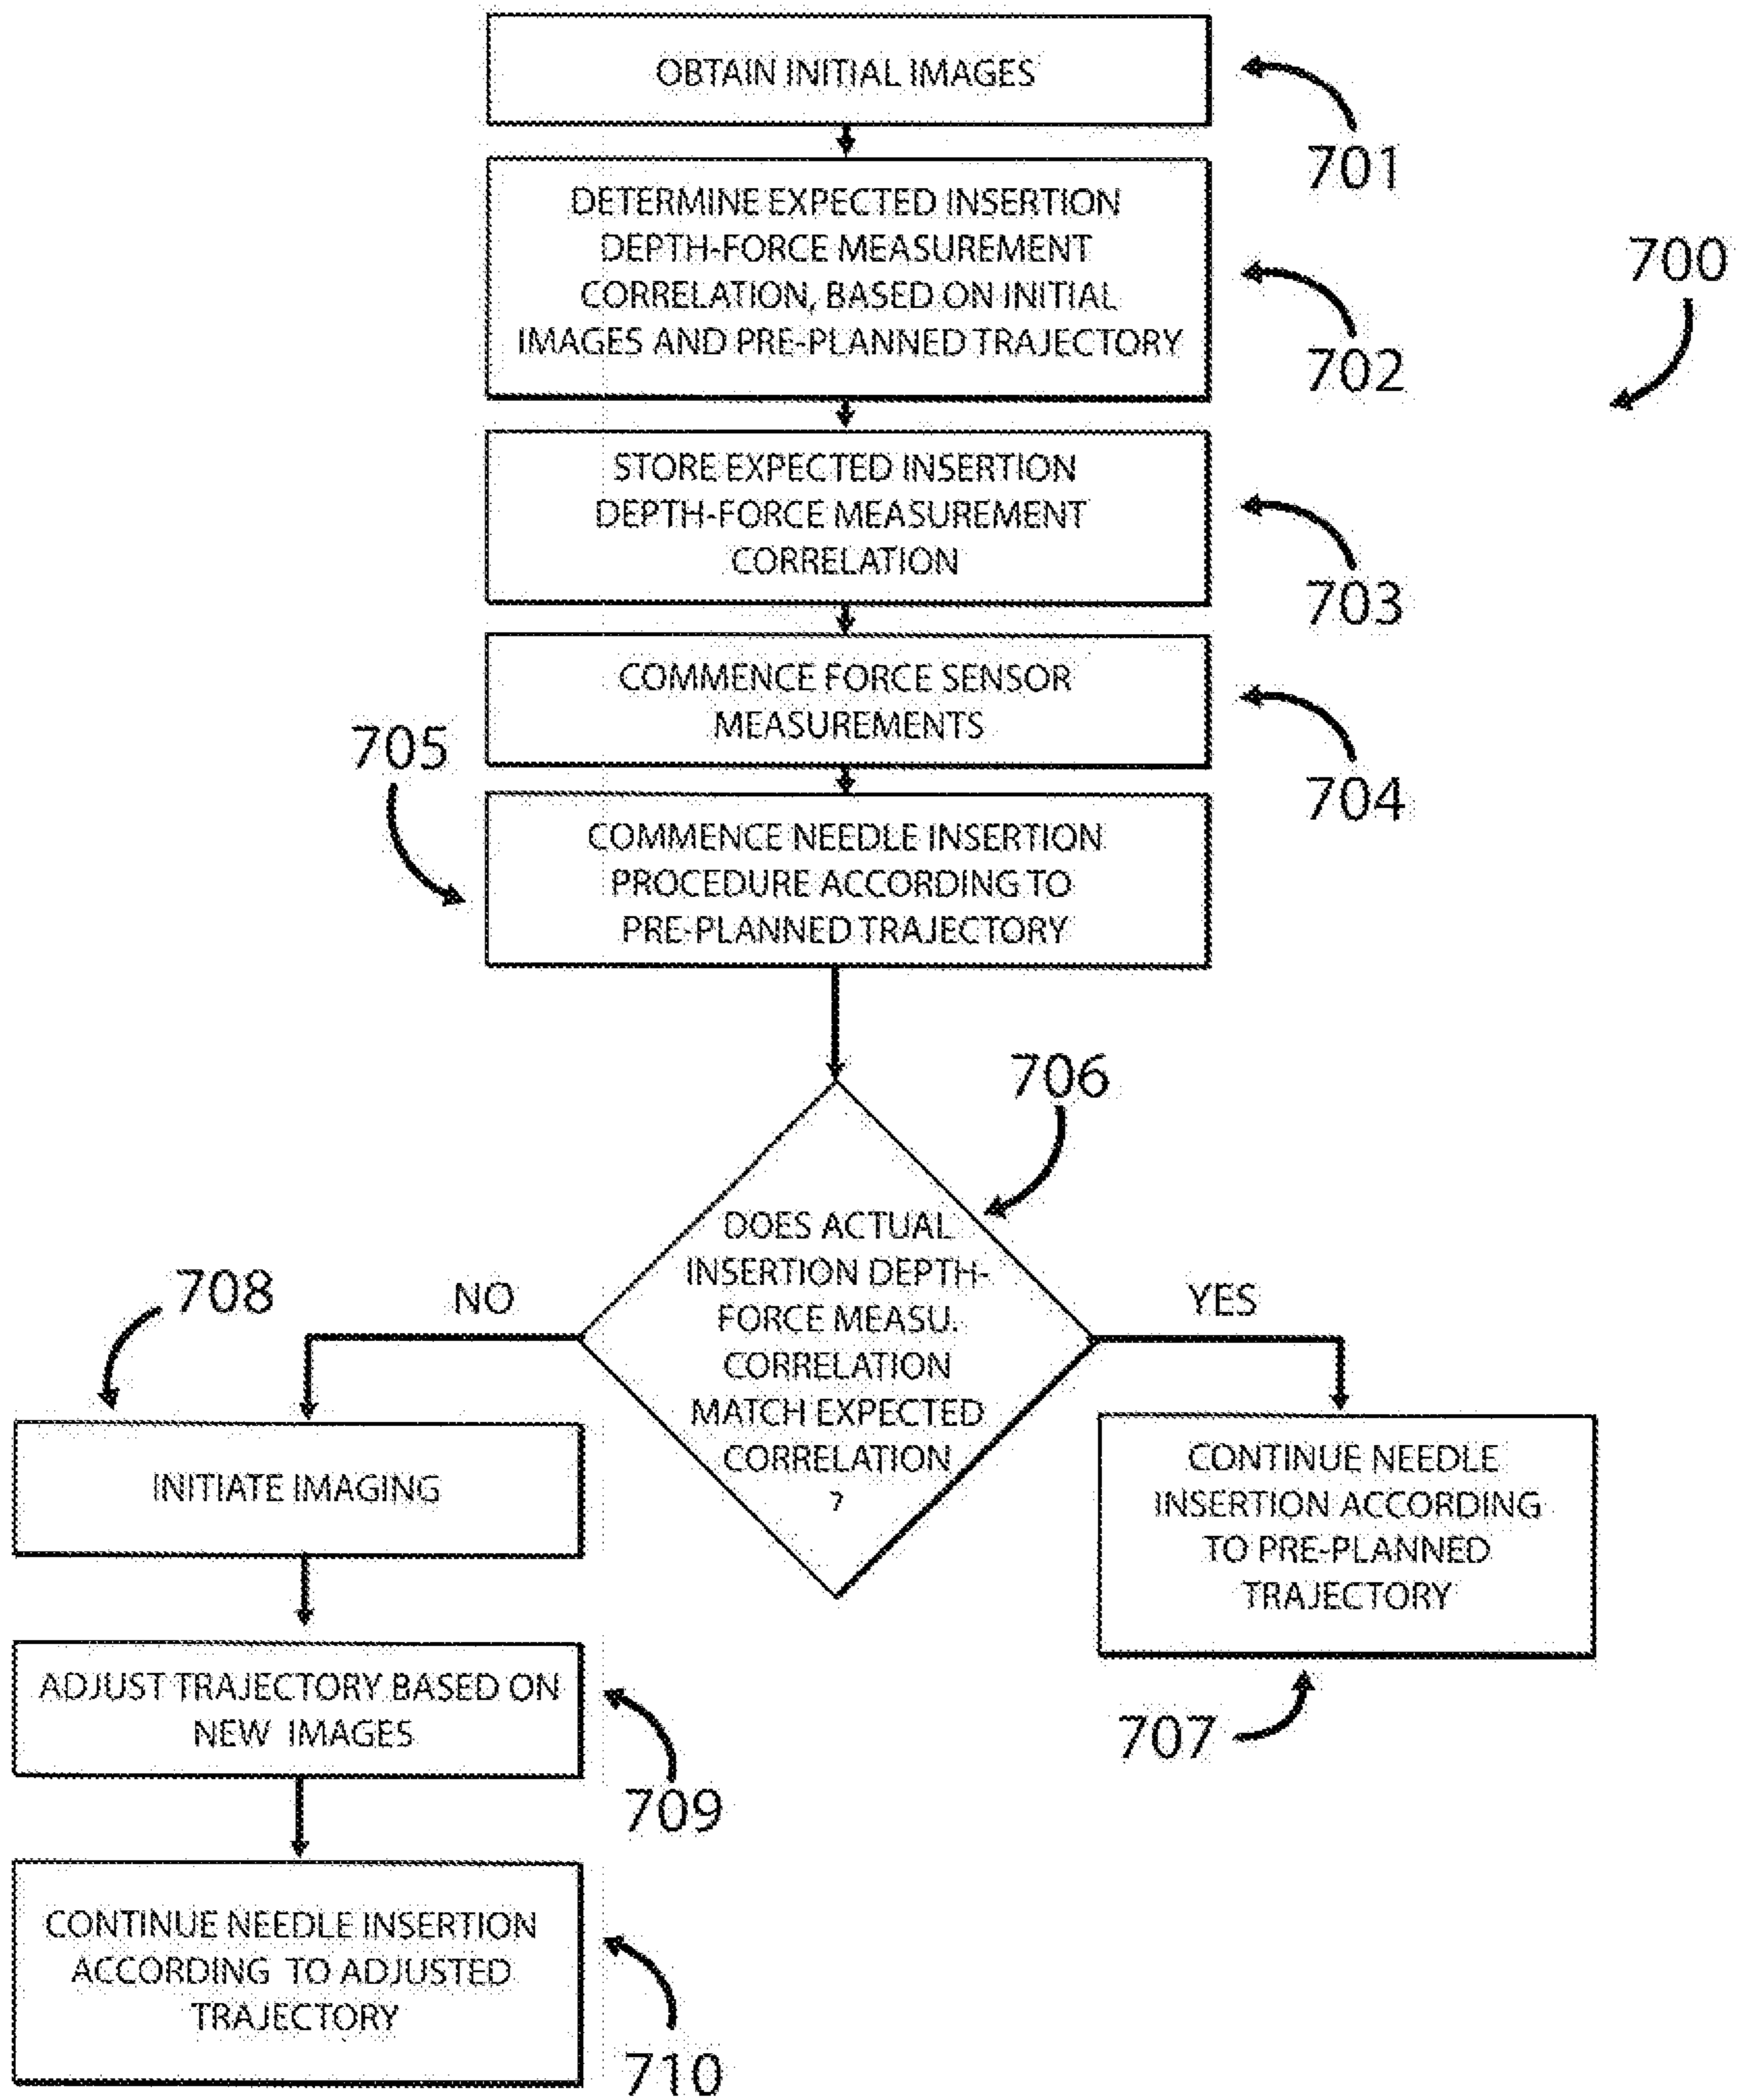 OBTAIN INITIAL IMAGES
701
DETERMINE EXPECTED INSERTION
DEPTH-FORCE MEASUREMENT
CORRELATION, BASED ON INITIAL
IMAGES AND PRE-PLANNED TRAJECTORY
702
700
STORE EXPECTED INSERTION
DEPTH-FORCE MEASUREMENT
CORRELATION
703
COMMENCE FORCE SENSOR
MEASUREMENTS
704
705
COMMENCE NEEDLE INSERTION
PROCEDURE ACCORDING TO
PRE-PLANNED TRAJECTORY
706
DOES ACTUAL
INSERTION DEPTH-
FORCE MEASU.
CORRELATION
MATCH EXPECTED
CORRELATION
?
NO
YES
708
INITIATE IMAGING
CONTINUE NEEDLE
INSERTION ACCORDING
TO PRE-PLANNED
TRAJECTORY
707
ADJUST TRAJECTORY BASED ON
NEW IMAGES
709
CONTINUE NEEDLE INSERTION
ACCORDING TO ADJUSTED
TRAJECTORY
710